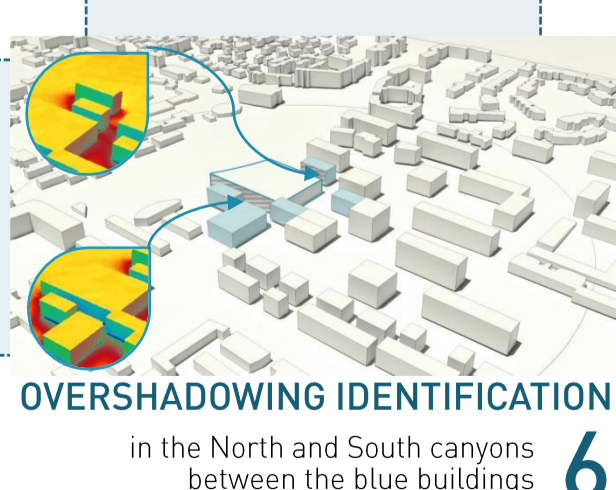 OVERSHADOWING IDENTIFICATION
in the North and South canyons
between the blue buildings
6